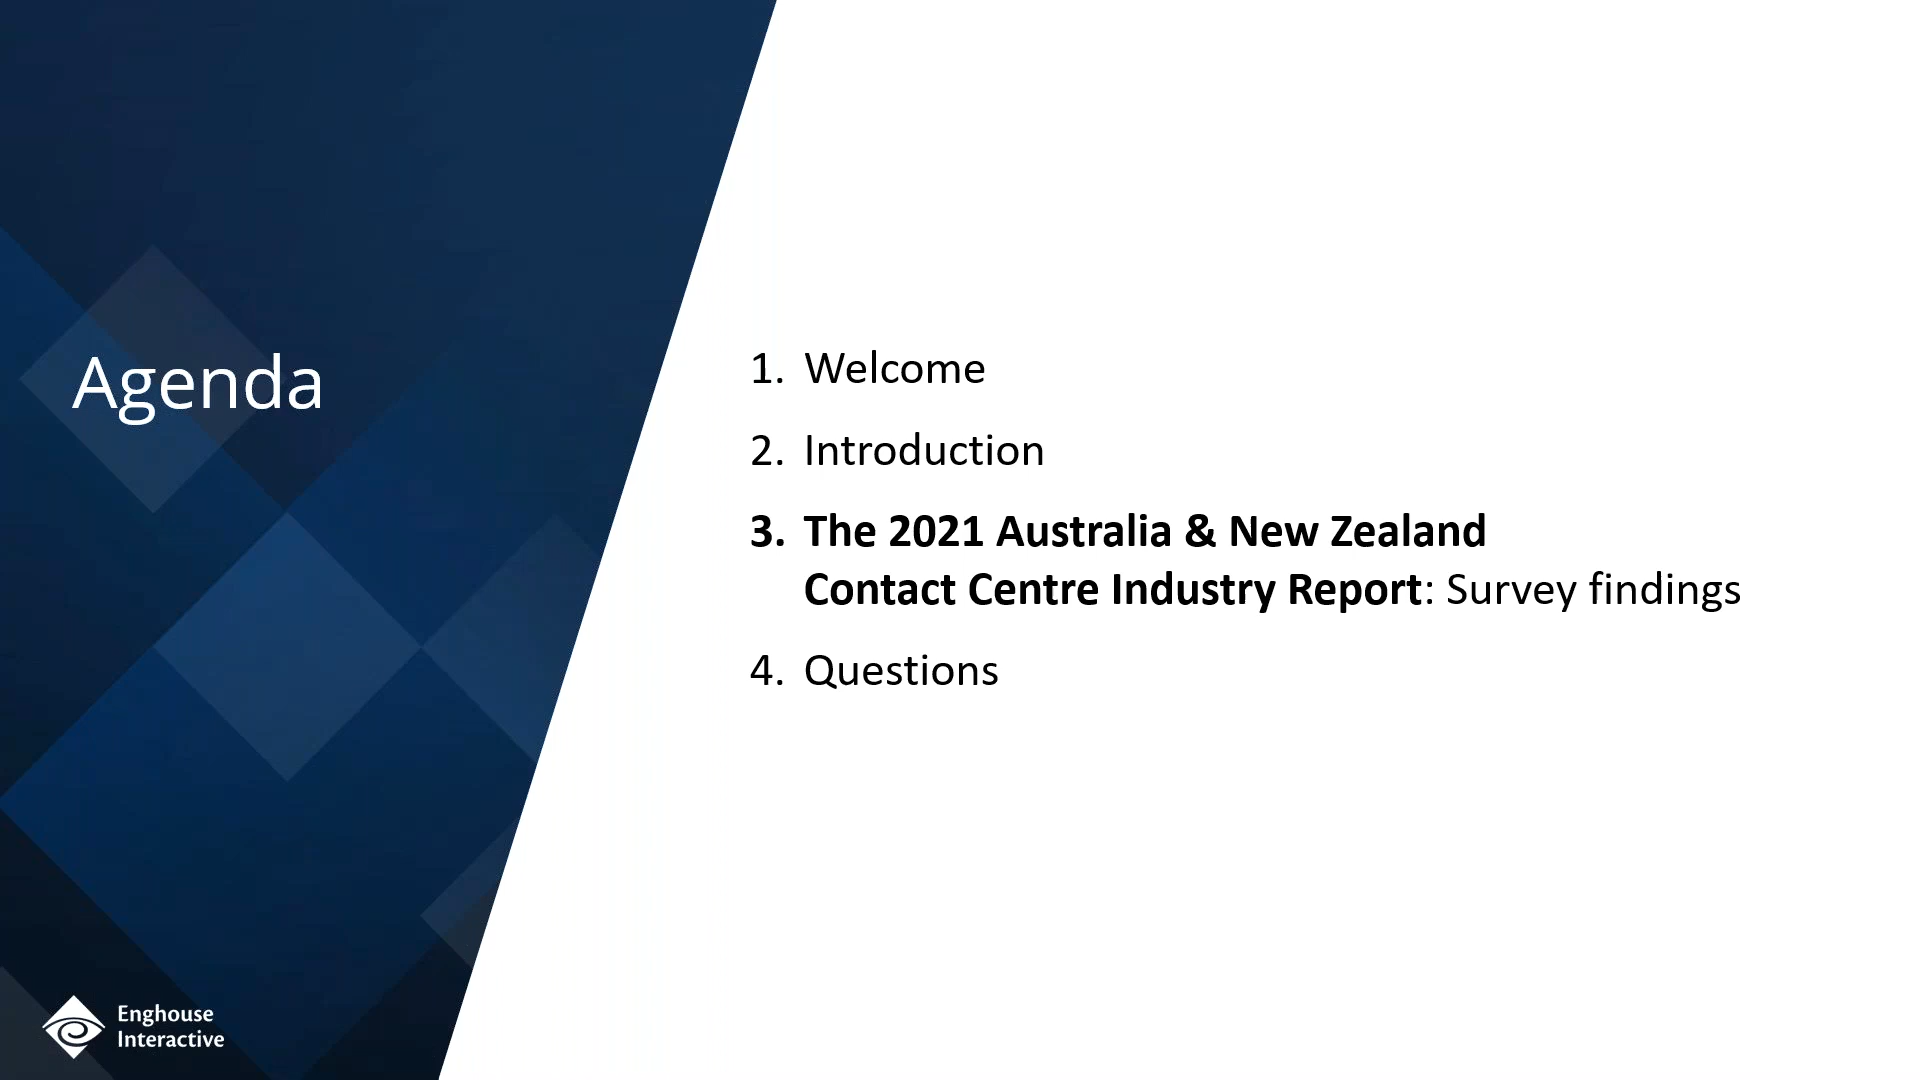 Agenda
1. Welcome
2. Introduction
3. The 2021 Australia & New Zealand
Contact Centre Industry Report: Survey findings
4. Questions
Enghouse
Interactive